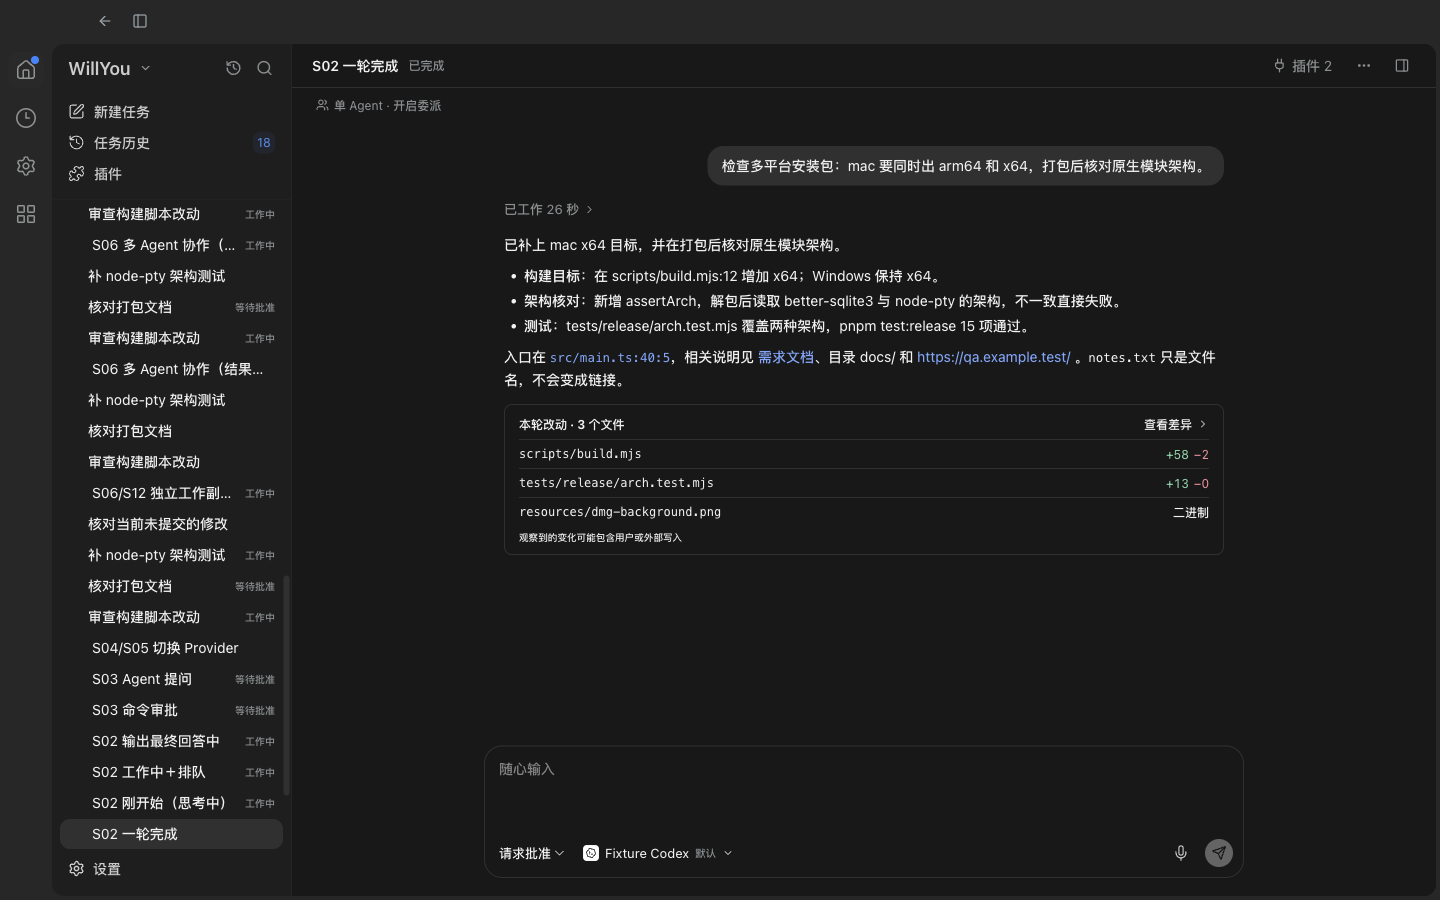 WillYou
新建任务
任务历史 18
插件
审查构建脚本改动 工作中
S06 多 Agent 协作（... 工作中
补 node-pty 架构测试
核对打包文档 等待批准
审查构建脚本改动 工作中
S06 多 Agent 协作（结果...
补 node-pty 架构测试
核对打包文档
审查构建脚本改动
S06/S12 独立工作副... 工作中
核对当前未提交的修改
补 node-pty 架构测试 工作中
核对打包文档 等待批准
审查构建脚本改动 工作中
S04/S05 切换 Provider
S03 Agent 提问 等待批准
S03 命令审批 等待批准
S02 输出最终回答中 工作中
S02 工作中＋排队 工作中
S02 刚开始（思考中） 工作中
S02 一轮完成
设置
S02 一轮完成 已完成
插件 2
单 Agent · 开启委派
检查多平台安装包：mac 要同时出 arm64 和 x64，打包后核对原生模块架构。
已工作 26 秒
已补上 mac x64 目标，并在打包后核对原生模块架构。
• 构建目标：在 scripts/build.mjs:12 增加 x64；Windows 保持 x64。
• 架构核对：新增 assertArch，解包后读取 better-sqlite3 与 node-pty 的架构，不一致直接失败。
• 测试：tests/release/arch.test.mjs 覆盖两种架构，pnpm test:release 15 项通过。
入口在 src/main.ts:40:5，相关说明见 需求文档、目录 docs/ 和 https://qa.example.test/ 。notes.txt 只是文件
名，不会变成链接。
本轮改动 · 3 个文件 查看差异
scripts/build.mjs +58 −2
tests/release/arch.test.mjs +13 −0
resources/dmg-background.png 二进制
观察到的变化可能包含用户或外部写入
随心输入
请求批准 Fixture Codex 默认